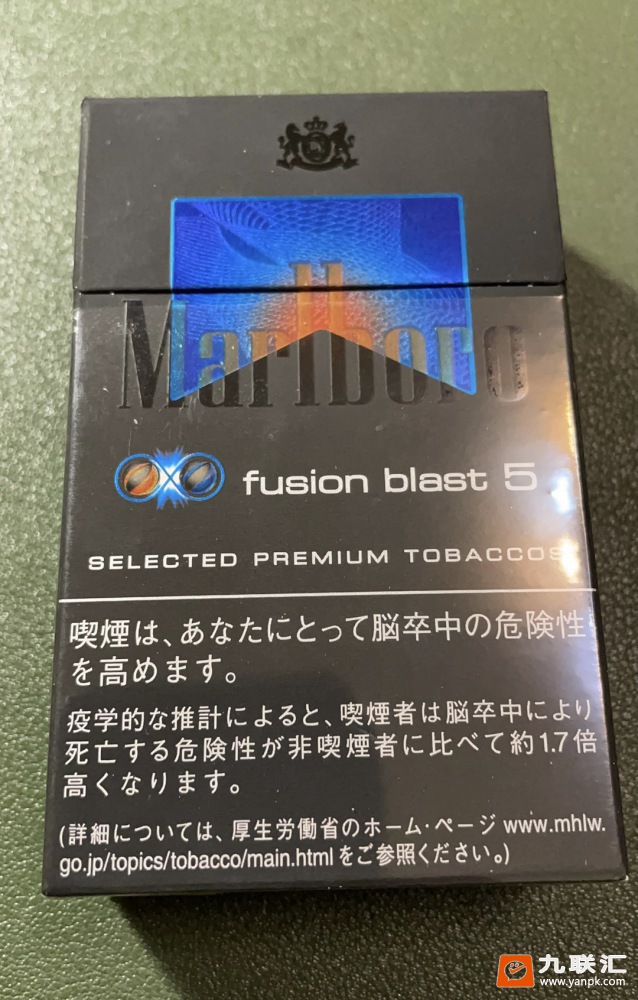 Marlboro
fusion blast 5
SELECTED PREMIUM TOBACCOS
喫煙は、あなたにとって脳卒中の危険性
を高めます。
疫学的な推計によると、喫煙者は脳卒中により
死亡する危険性が非喫煙者に比べて約1.7倍
高くなります。
(詳細については、厚生労働省のホーム・ページ www.mhlw.
go.jp/topics/tobacco/main.html をご参照ください。)
九联汇
www.yanpk.com